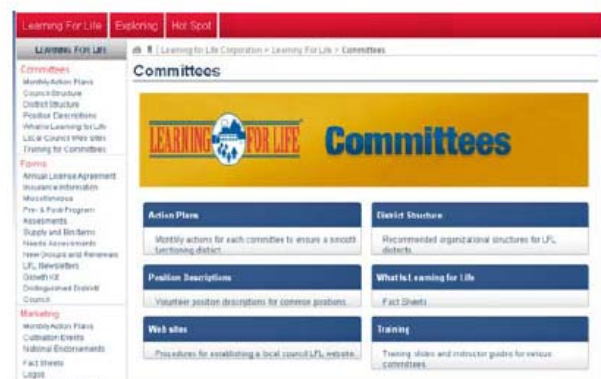 Learning For Life Exploring Hot Spot
LEARNING FOR LIFE
Learning for Life Corporation > Learning For Life > Committees
Committees
Monthly Action Plans
Council Structure
District Structure
Position Descriptions
What is Learning for Life
Local Council Web Sites
Training for Committees
Forms
Annual License Agreement
Insurance Information
Miscellaneous
Pre- & Post-Program
Assessments
Supply and Bin Items
Needs Assessments
New Groups and Renewals
LFL Newsletters
Growth Kit
Distinguished District/
Council
Marketing
Monthly Action Plans
Cultivation Events
National Endorsements
Fact Sheets
Logos
Committees
LEARNING FOR LIFE Committees
Action Plans
Monthly actions for each committee to ensure a smooth
functioning district.
District Structure
Recommended organizational structures for LFL
districts.
Position Descriptions
Volunteer position descriptions for common positions.
What Is Learning for Life
Fact Sheets
Web sites
Procedures for establishing a local council LFL website.
Training
Training slides and instructor guides for various
committees.